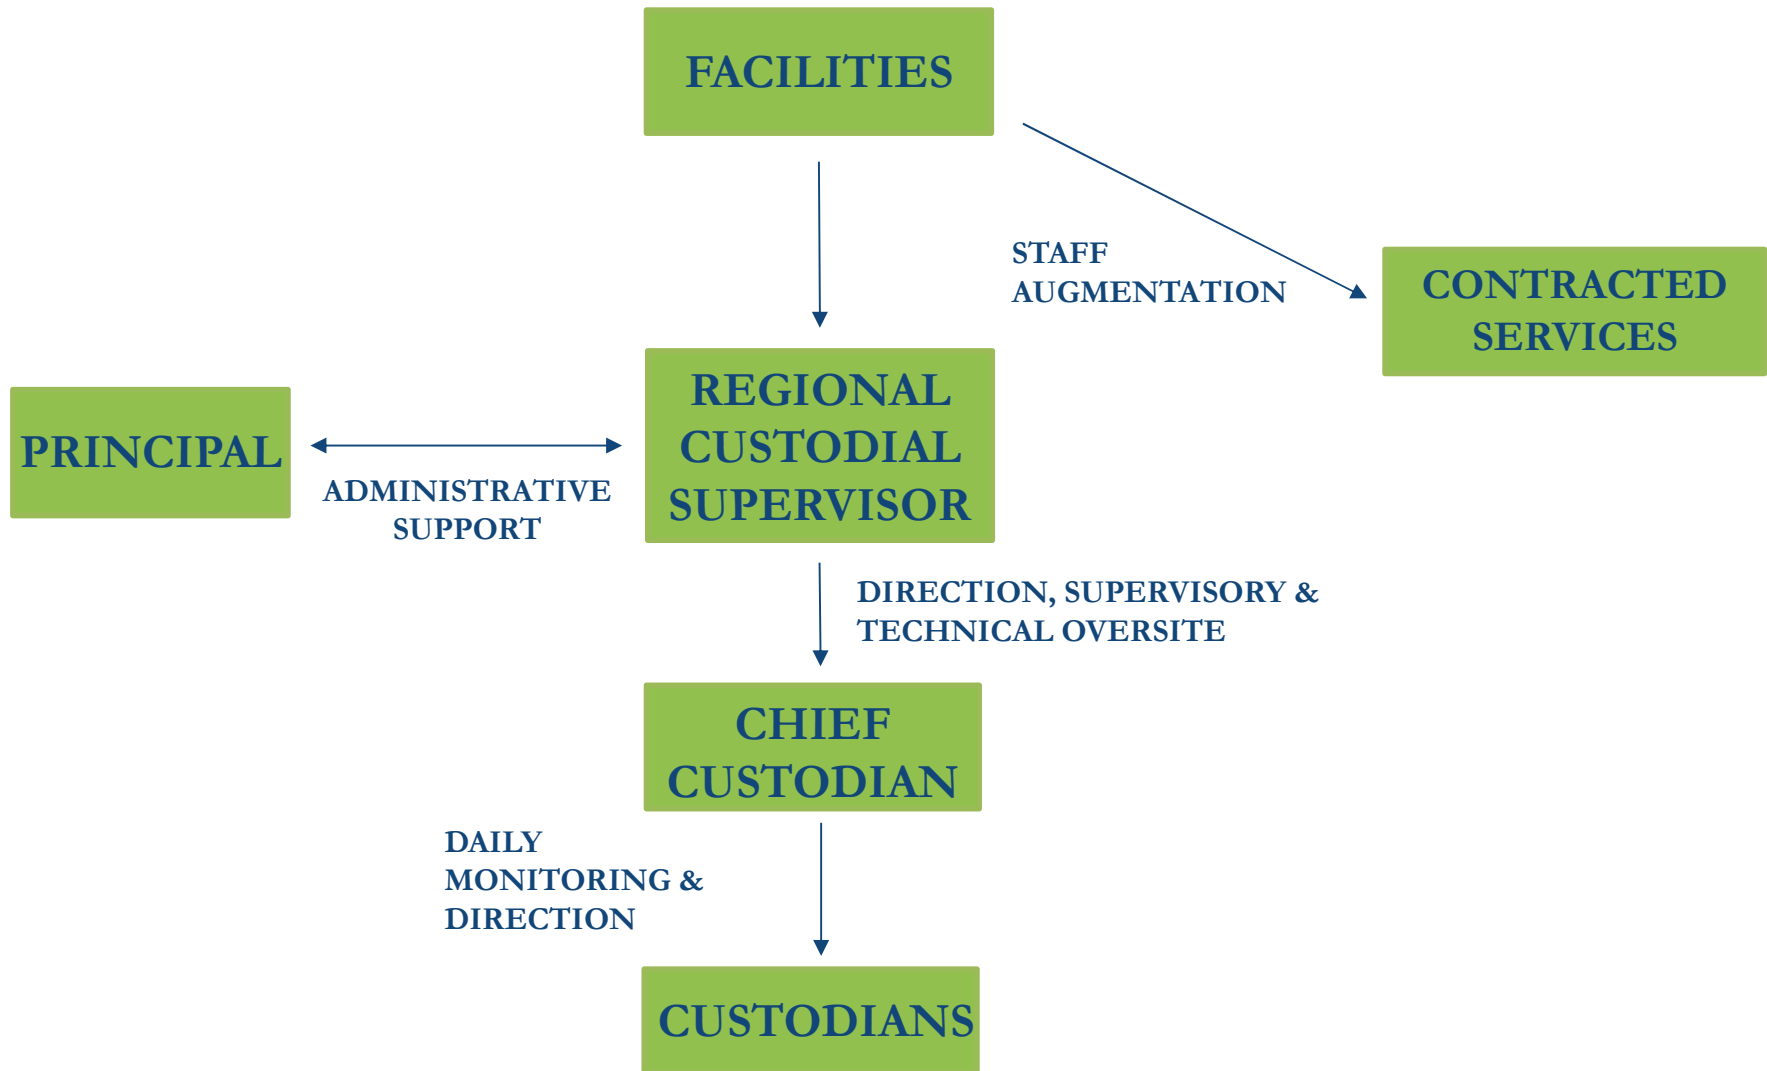 FACILITIES
STAFF
AUGMENTATION
CONTRACTED
SERVICES
PRINCIPAL
ADMINISTRATIVE
SUPPORT
REGIONAL
CUSTODIAL
SUPERVISOR
DIRECTION, SUPERVISORY &
TECHNICAL OVERSITE
CHIEF
CUSTODIAN
DAILY
MONITORING &
DIRECTION
CUSTODIANS